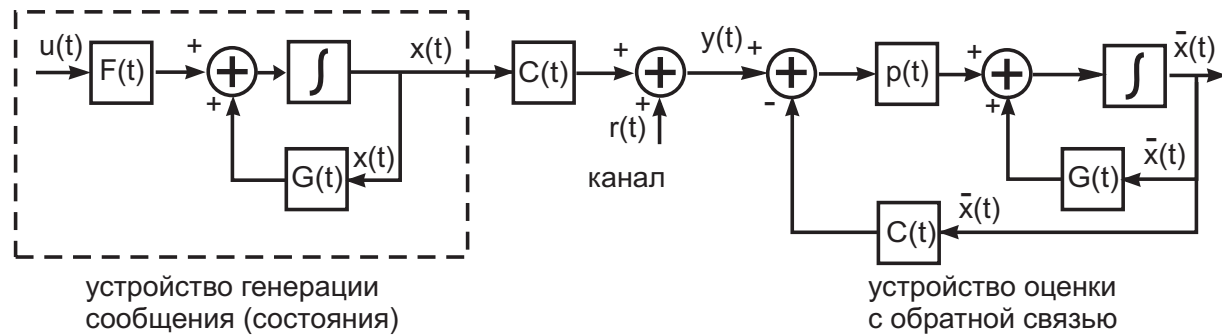 u(t)
F(t)
+
+
∫
x(t)
G(t)
x(t)
C(t)
+
+
r(t)
канал
y(t)
+
-
p(t)
+
+
∫
x̄(t)
G(t)
x̄(t)
C(t)
x̄(t)
устройство генерации
сообщения (состояния)
устройство оценки
с обратной связью